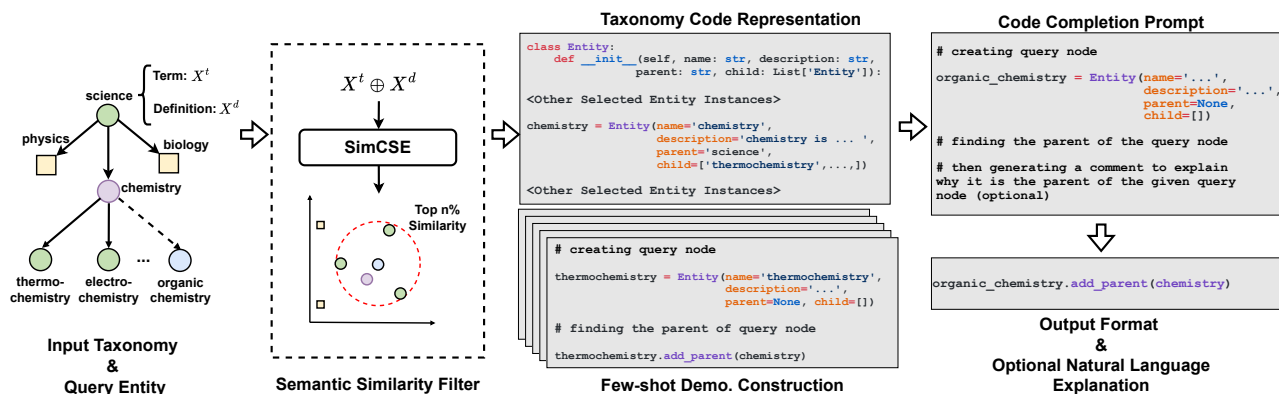 Term: X^t
Definition: X^d
science
physics
biology
chemistry
thermo-
chemistry
electro-
chemistry
...
organic
chemistry
Input Taxonomy
&
Query Entity
X^t ⊕ X^d
SimCSE
Top n%
Similarity
Semantic Similarity Filter
Taxonomy Code Representation
class Entity:
    def __init__(self, name: str, description: str,
                 parent: str, child: List['Entity']):
<Other Selected Entity Instances>
chemistry = Entity(name='chemistry',
                   description='chemistry is ... ',
                   parent='science',
                   child=['thermochemistry',...,])
<Other Selected Entity Instances>
# creating query node
thermochemistry = Entity(name='thermochemistry',
                         description='...',
                         parent=None, child=[])
# finding the parent of query node
thermochemistry.add_parent(chemistry)
Few-shot Demo. Construction
Code Completion Prompt
# creating query node
organic_chemistry = Entity(name='...',
                           description='...',
                           parent=None,
                           child=[])
# finding the parent of the query node
# then generating a comment to explain
why it is the parent of the given query
node (optional)
organic_chemistry.add_parent(chemistry)
Output Format
&
Optional Natural Language
Explanation